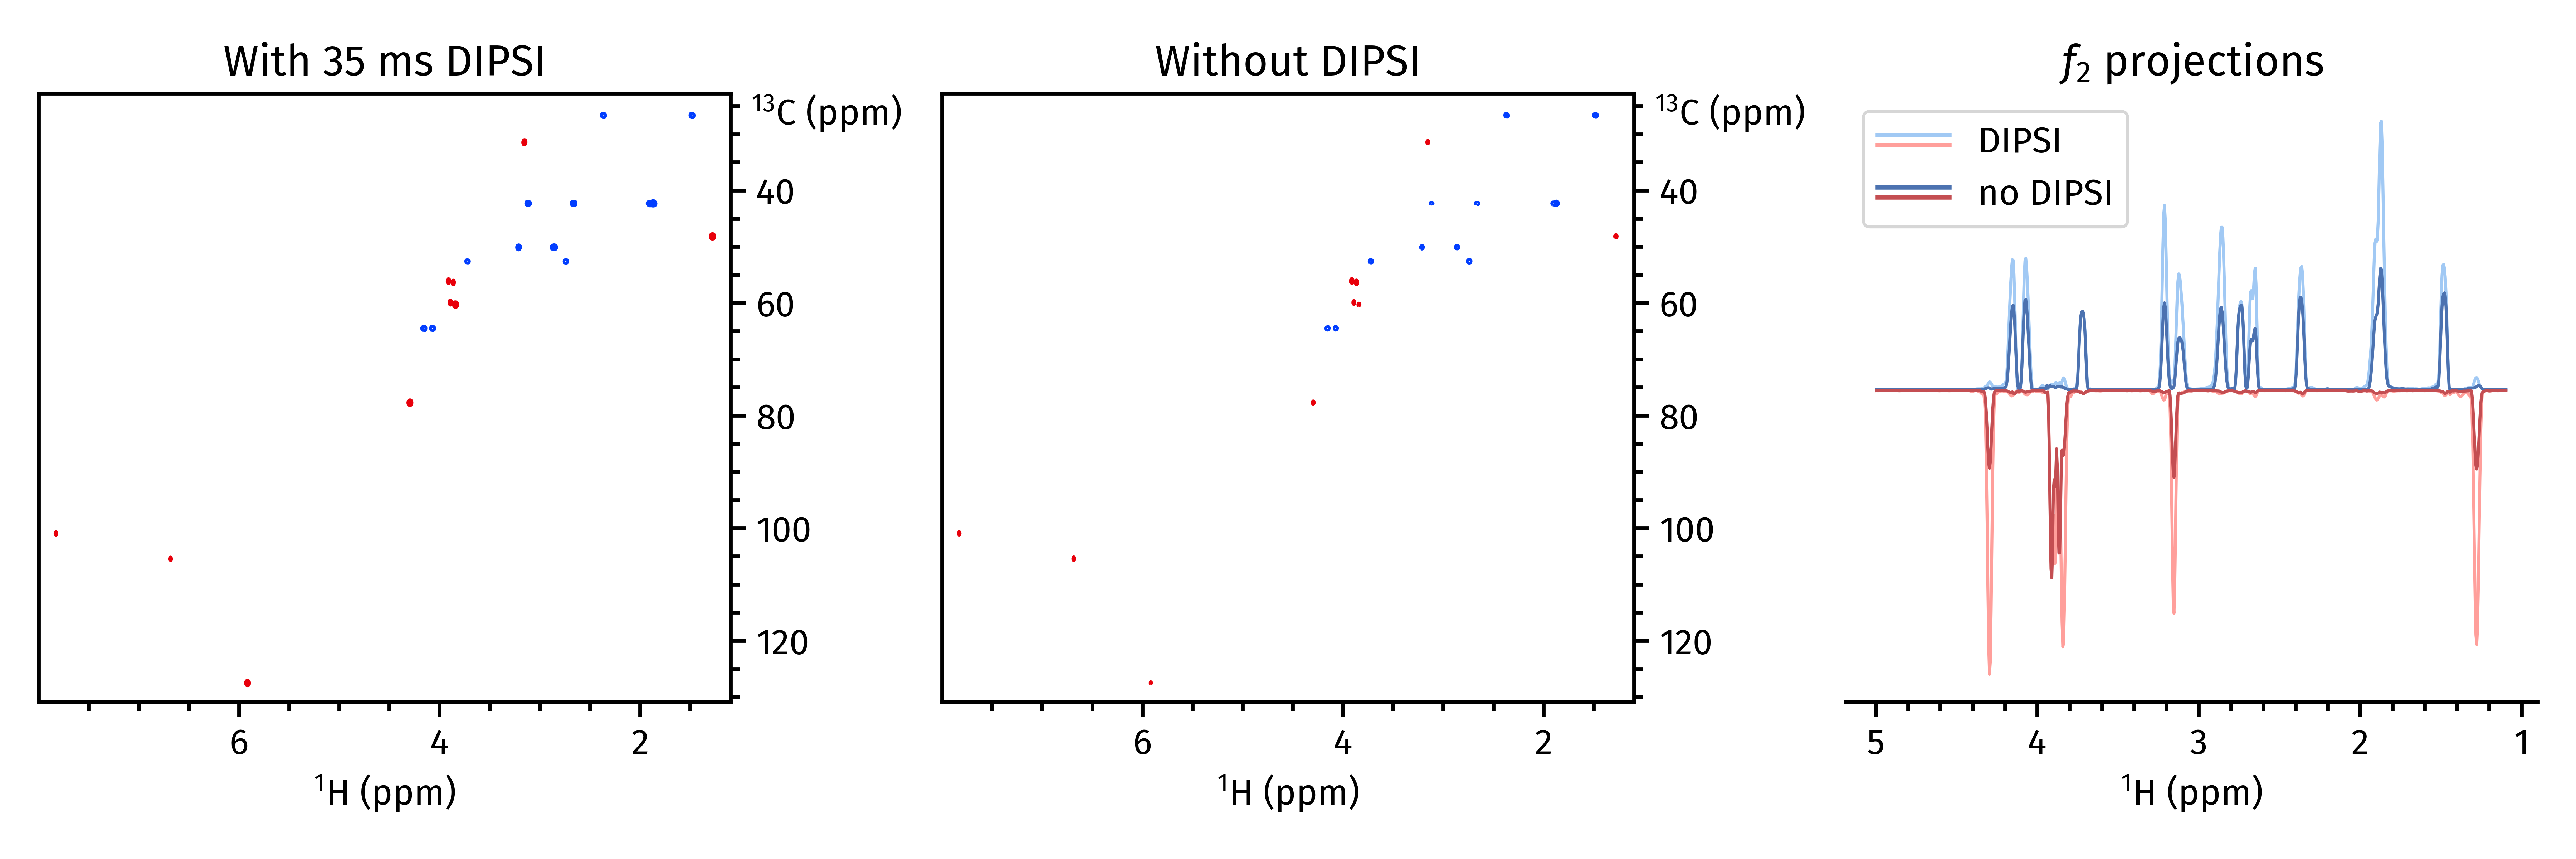 With 35 ms DIPSI
¹³C (ppm)
40
60
80
100
120
6 4 2
¹H (ppm)
Without DIPSI
¹³C (ppm)
40
60
80
100
120
6 4 2
¹H (ppm)
f₂ projections
DIPSI
no DIPSI
5 4 3 2 1
¹H (ppm)